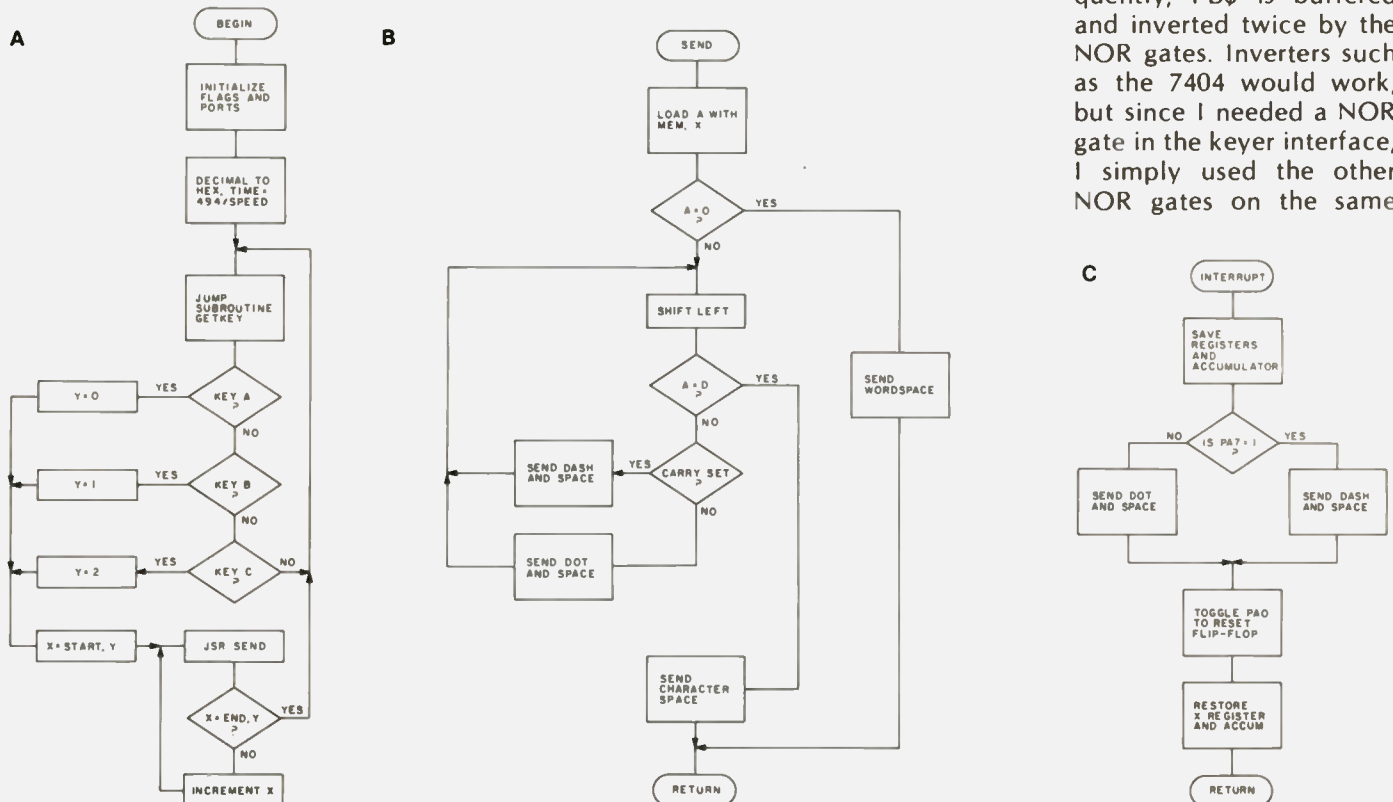 A
BEGIN
INITIALIZE
FLAGS AND
PORTS
DECIMAL TO
HEX, TIME=
494/SPEED
JUMP
SUBROUTINE
GETKEY
KEY A
?
YES
NO
Y=0
KEY B
?
YES
NO
Y=1
KEY C
?
YES
NO
Y=2
X=START, Y
JSR SEND
X=END, Y
?
YES
NO
INCREMENT X
B
SEND
LOAD A WITH
MEM, X
A=0
?
YES
NO
SHIFT LEFT
A=0
?
YES
NO
CARRY SET
?
YES
NO
SEND DASH
AND SPACE
SEND DOT
AND SPACE
SEND
WORDSPACE
SEND
CHARACTER
SPACE
RETURN
and inverted twice by the
NOR gates. Inverters such
as the 7404 would work,
but since I needed a NOR
gate in the keyer interface,
I simply used the other
NOR gates on the same
C
INTERRUPT
SAVE
REGISTERS
AND
ACCUMULATOR
IS PA7=1
?
NO
YES
SEND DOT
AND SPACE
SEND DASH
AND SPACE
TOGGLE PA0
TO RESET
FLIP-FLOP
RESTORE
X REGISTER
AND ACCUM
RETURN